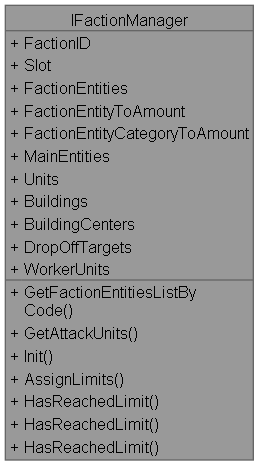 IFactionManager
+ FactionID
+ Slot
+ FactionEntities
+ FactionEntityToAmount
+ FactionEntityCategoryToAmount
+ MainEntities
+ Units
+ Buildings
+ BuildingCenters
+ DropOffTargets
+ WorkerUnits
+ GetFactionEntitiesListBy
Code()
+ GetAttackUnits()
+ Init()
+ AssignLimits()
+ HasReachedLimit()
+ HasReachedLimit()
+ HasReachedLimit()